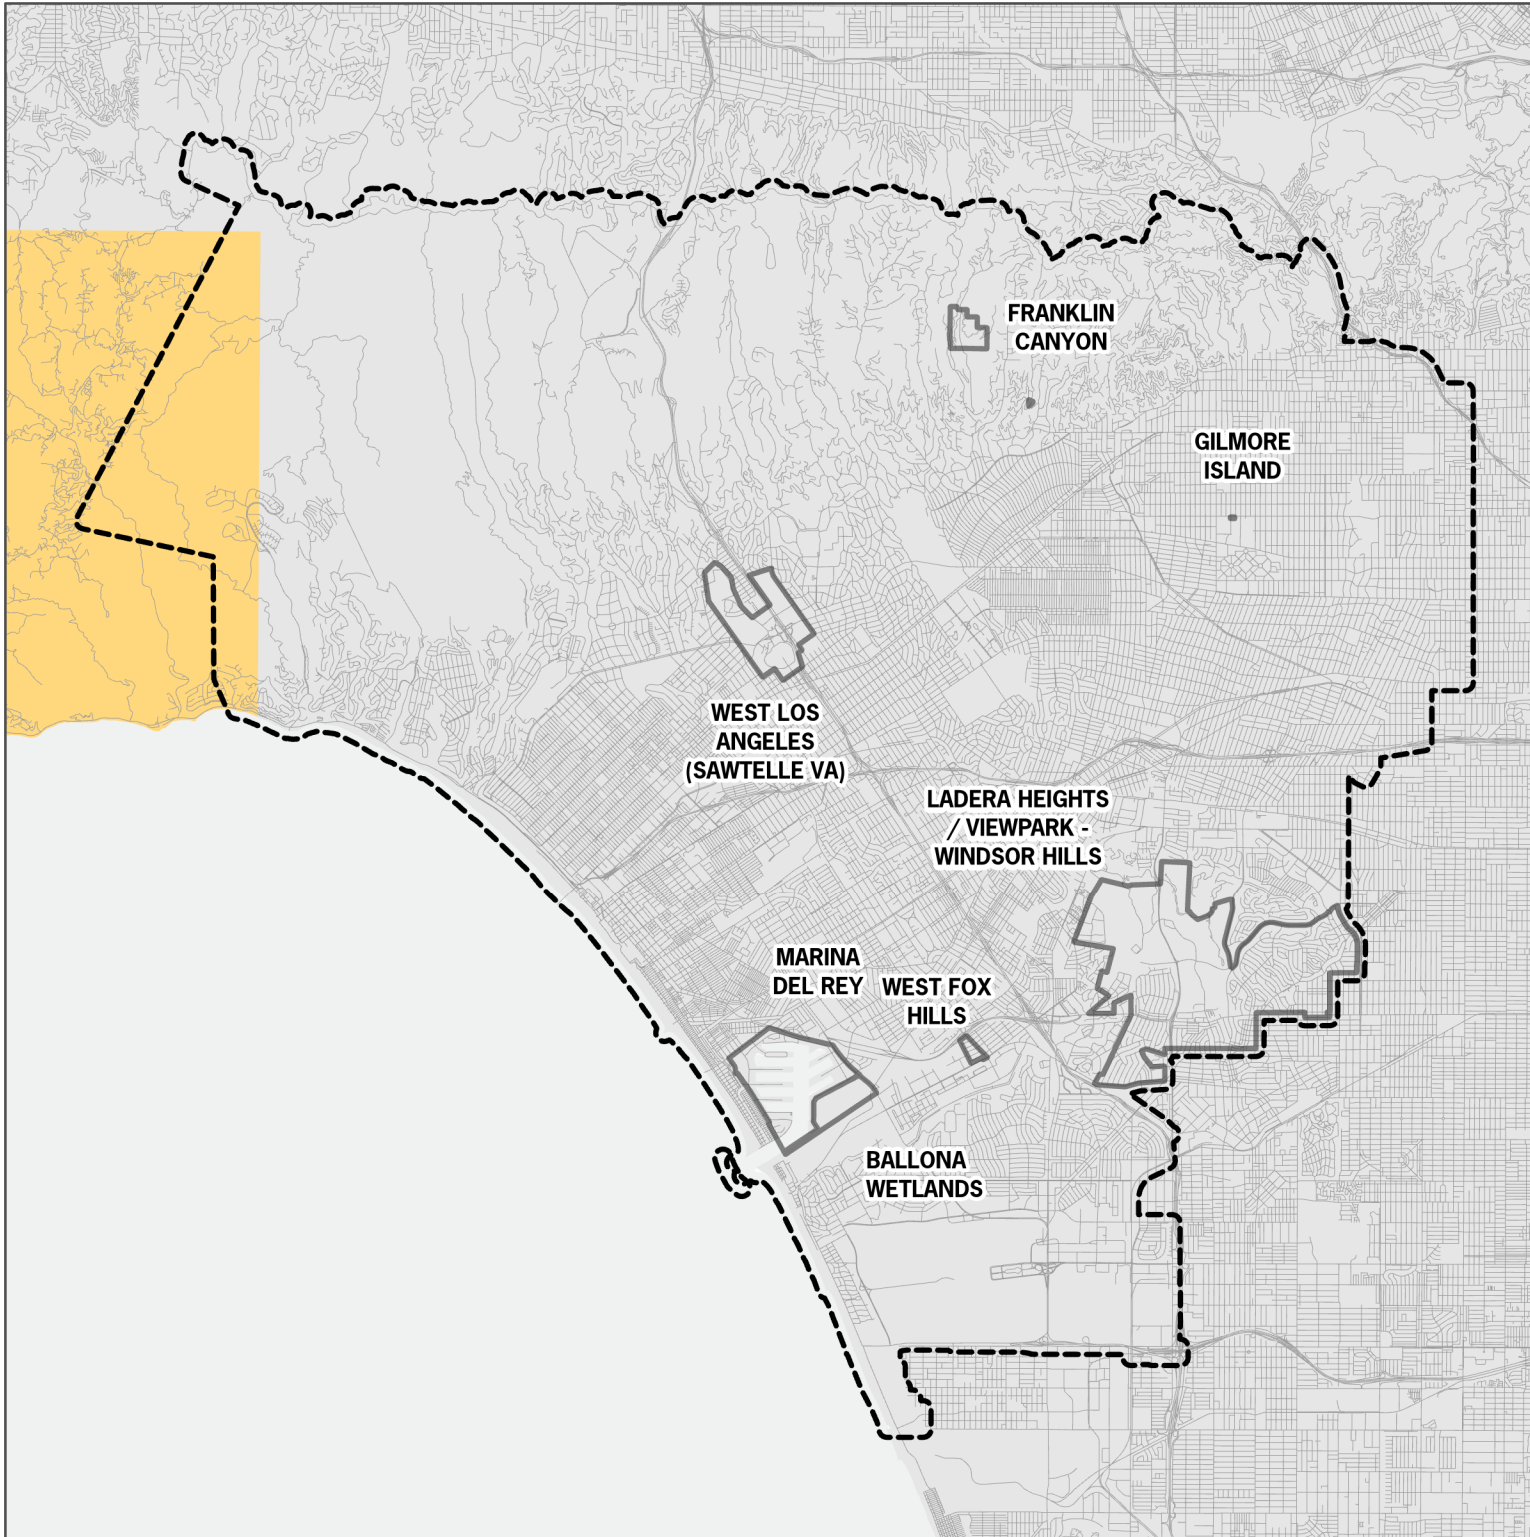 FRANKLIN
CANYON
GILMORE
ISLAND
WEST LOS
ANGELES
(SAWTELLE VA)
LADERA HEIGHTS
/ VIEWPARK -
WINDSOR HILLS
MARINA
DEL REY
WEST FOX
HILLS
BALLONA
WETLANDS